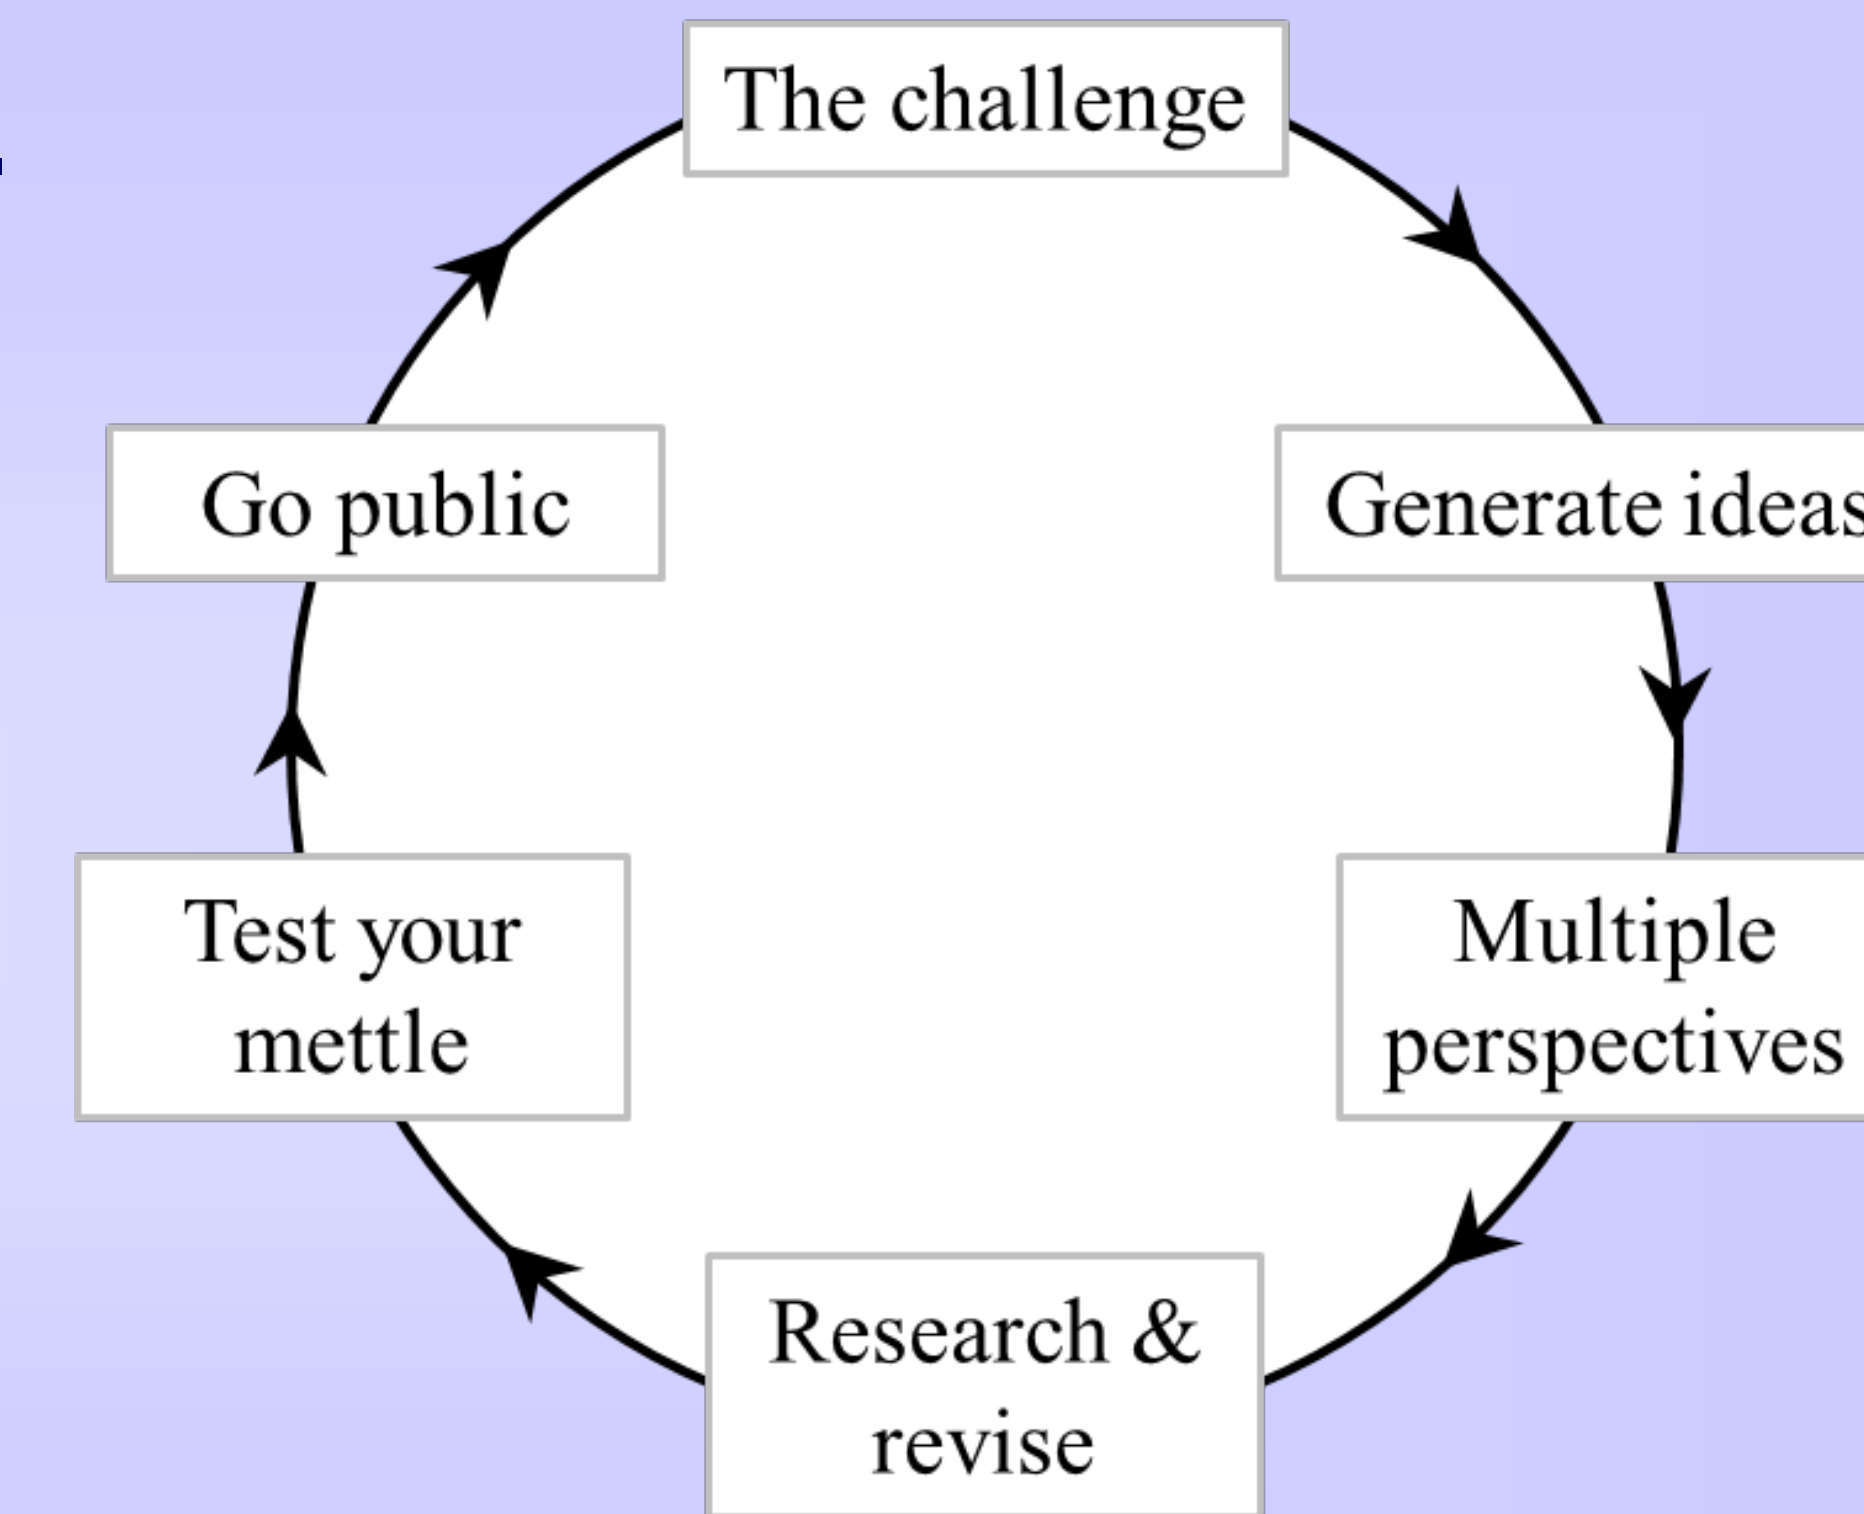 The challenge
Generate ideas
Multiple
perspectives
Research &
revise
Test your
mettle
Go public